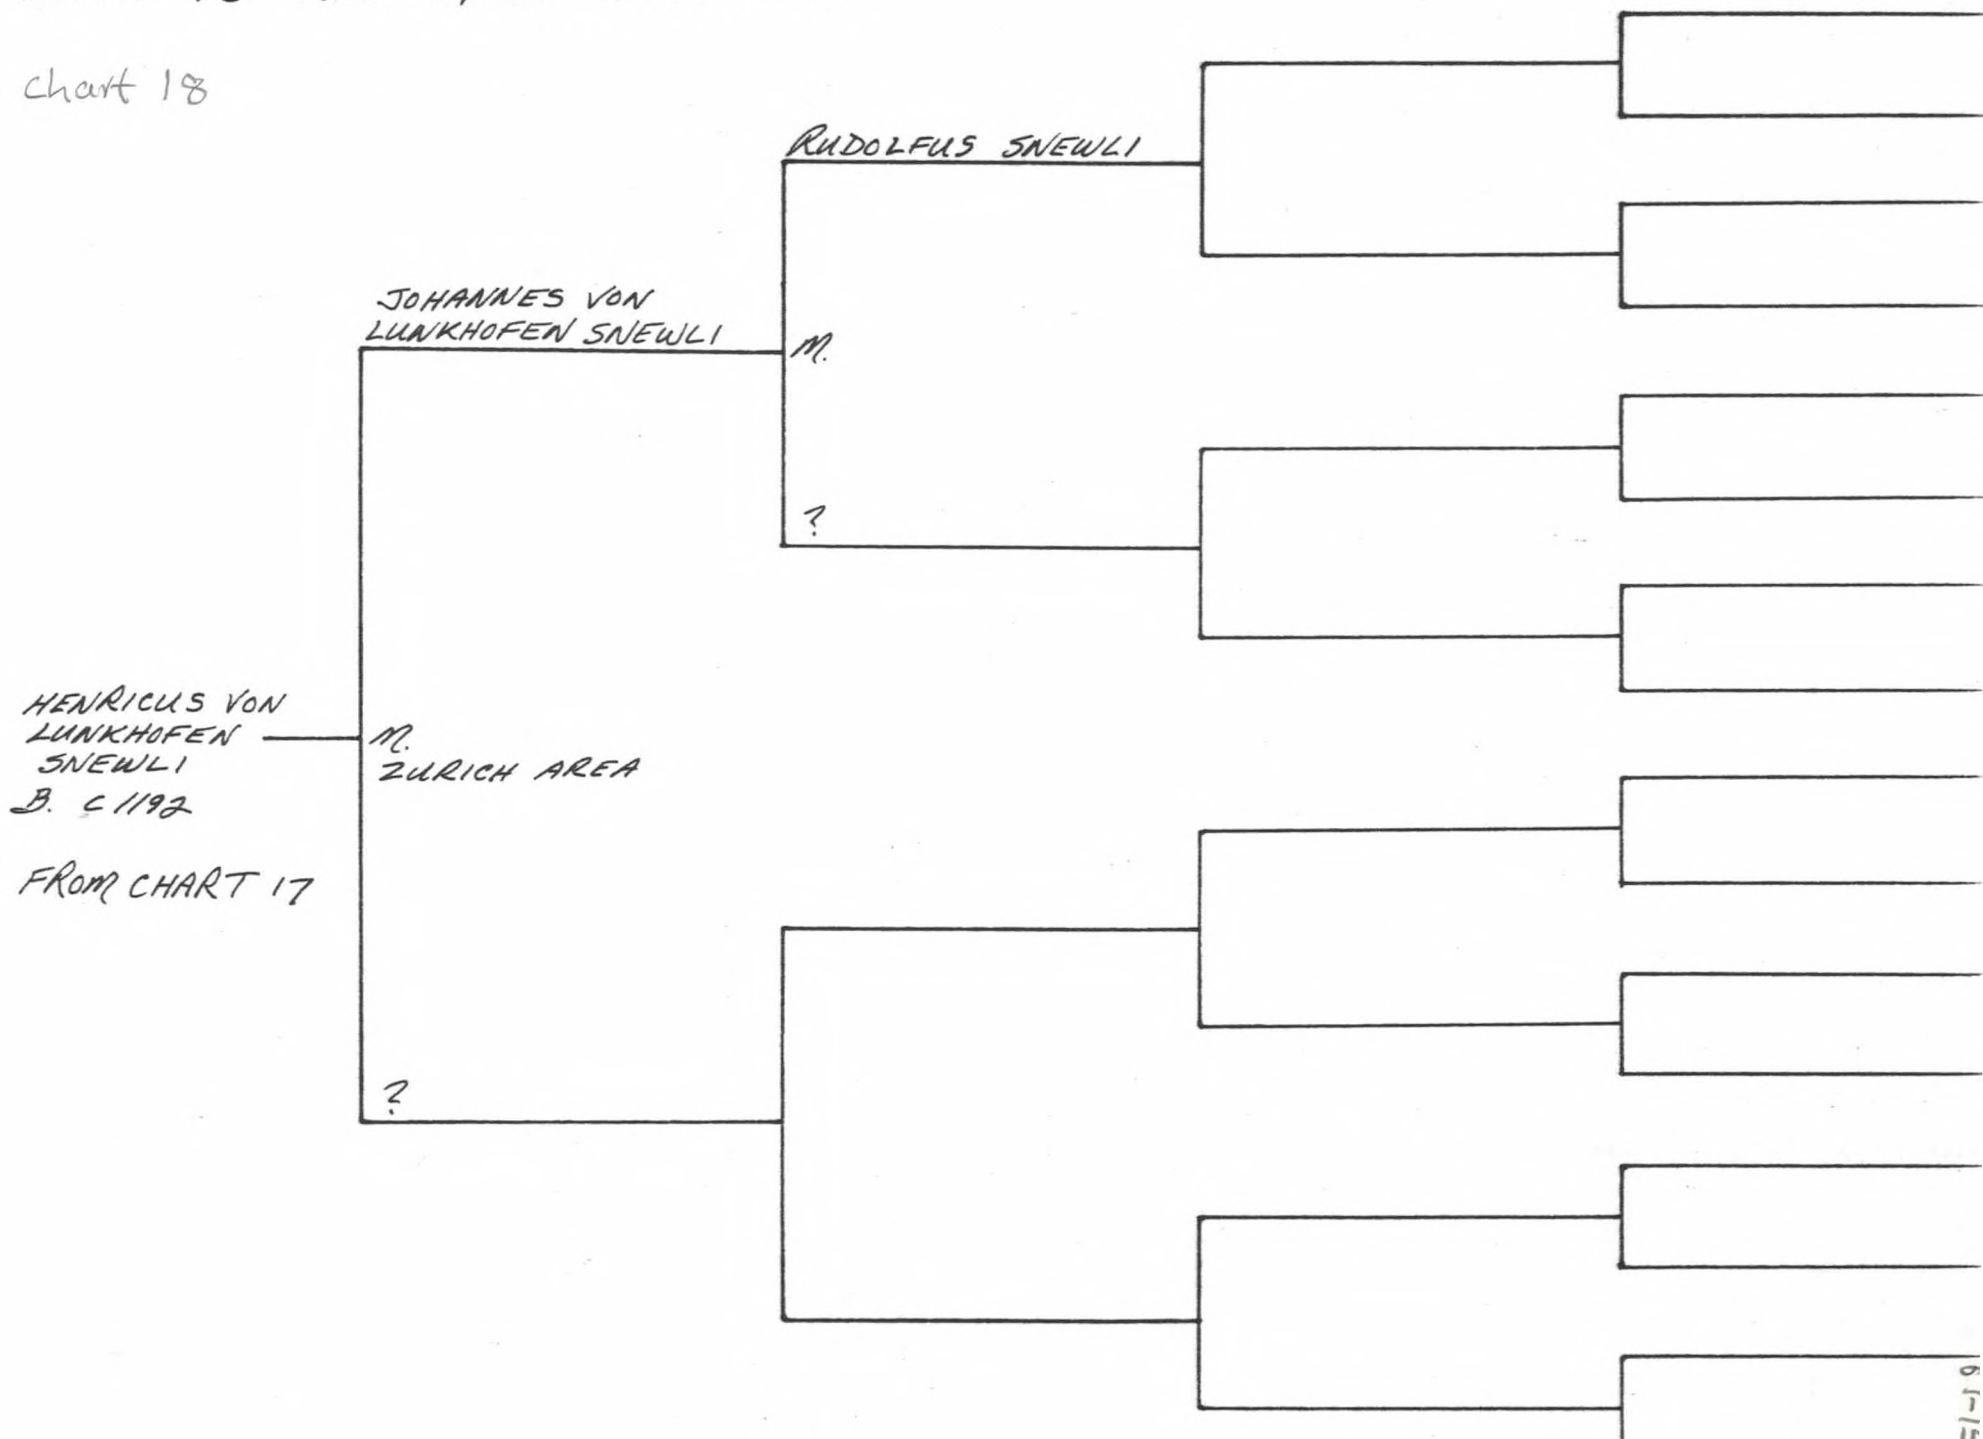 chart 18
RUDOLFUS SNEWLI
JOHANNES VON
LUNKHOFEN SNEWLI
M.
?
HENRICUS VON
LUNKHOFEN
SNEWLI
B. C 1192
M.
ZURICH AREA
FROM CHART 17
?